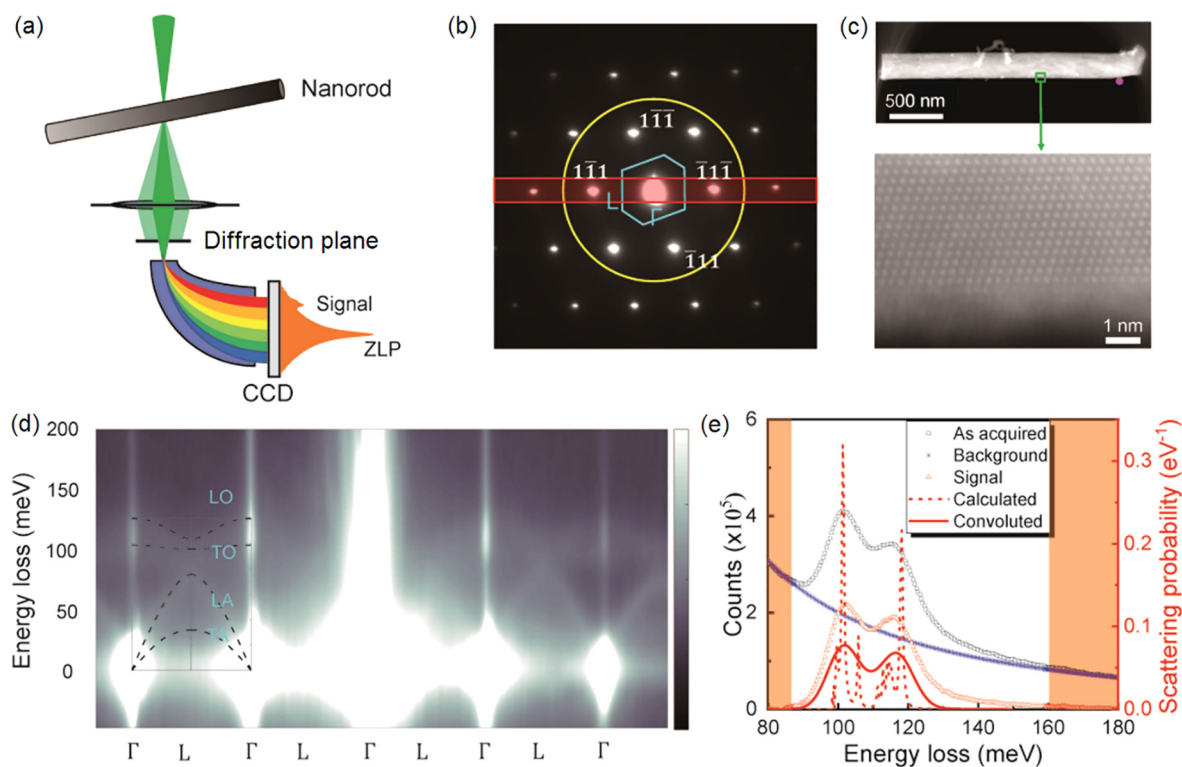 (a)
Nanorod
Diffraction plane
Signal
ZLP
CCD
(b)
11̅1̅
11̅1
1̅11̅
L
Γ
1̅11
(c)
500 nm
1 nm
(d)
Energy loss (meV)
200
150
100
50
0
LO
TO
LA
Γ L Γ L Γ L Γ L Γ
(e)
Counts (x10⁵)
6
4
2
0
As acquired
Background
Signal
Calculated
Convoluted
0.3
0.2
0.1
0.0
Scattering probability (eV⁻¹)
80 100 120 140 160 180
Energy loss (meV)